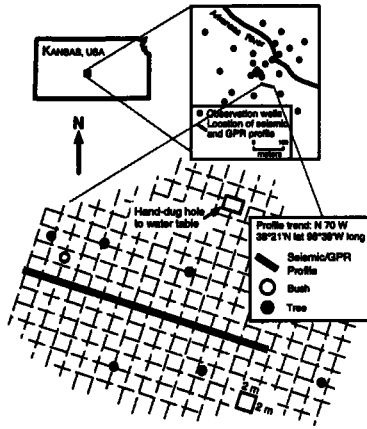 KANSAS, USA
Arkansas River
Observation wells
Location of seismic
and GPR profile
0
meters
N
Hand-dug hole
to water table
Profile trend: N 70 W
38°21'N lat 98°38'W long
Seismic/GPR
Profile
Bush
Tree
2 m
2 m